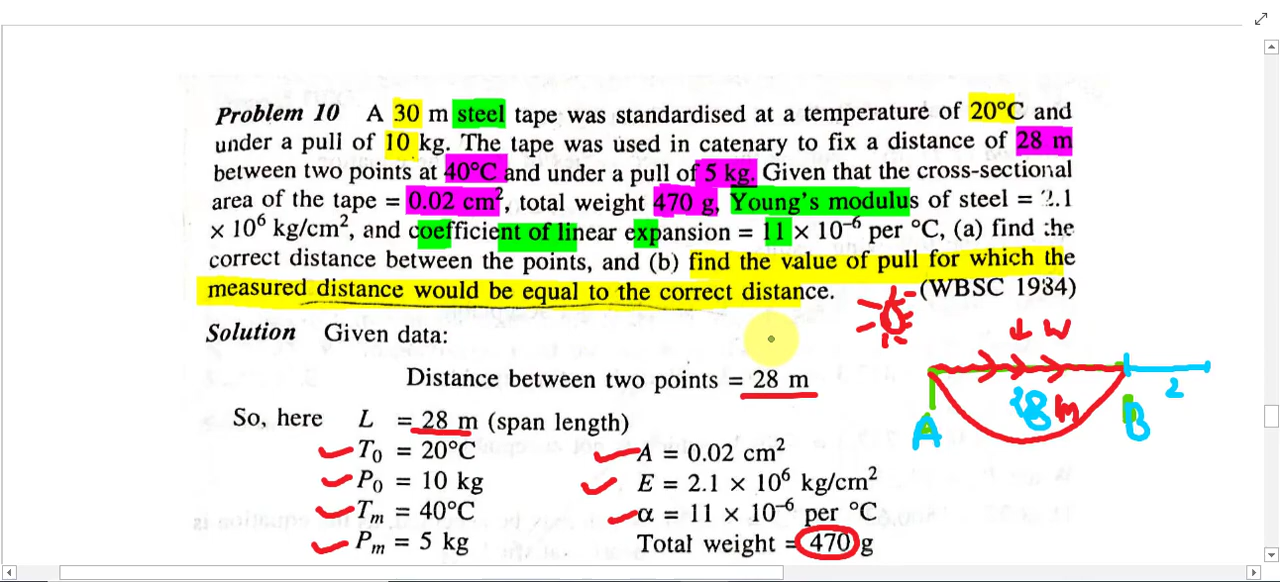 Problem 10 A 30 m steel tape was standardised at a temperature of 20°C and
under a pull of 10 kg. The tape was used in catenary to fix a distance of 28 m
between two points at 40°C and under a pull of 5 kg. Given that the cross-sectional
area of the tape = 0.02 cm², total weight 470 g, Young's modulus of steel = 2.1
× 10⁶ kg/cm², and coefficient of linear expansion = 11 × 10⁻⁶ per °C, (a) find the
correct distance between the points, and (b) find the value of pull for which the
measured distance would be equal to the correct distance. (WBSC 1984)
Solution Given data:
↓ W
Distance between two points = 28 m
2
So, here L = 28 m (span length)
28 m
A B
T₀ = 20°C A = 0.02 cm²
P₀ = 10 kg E = 2.1 × 10⁶ kg/cm²
Tₘ = 40°C α = 11 × 10⁻⁶ per °C
Pₘ = 5 kg Total weight = 470 g